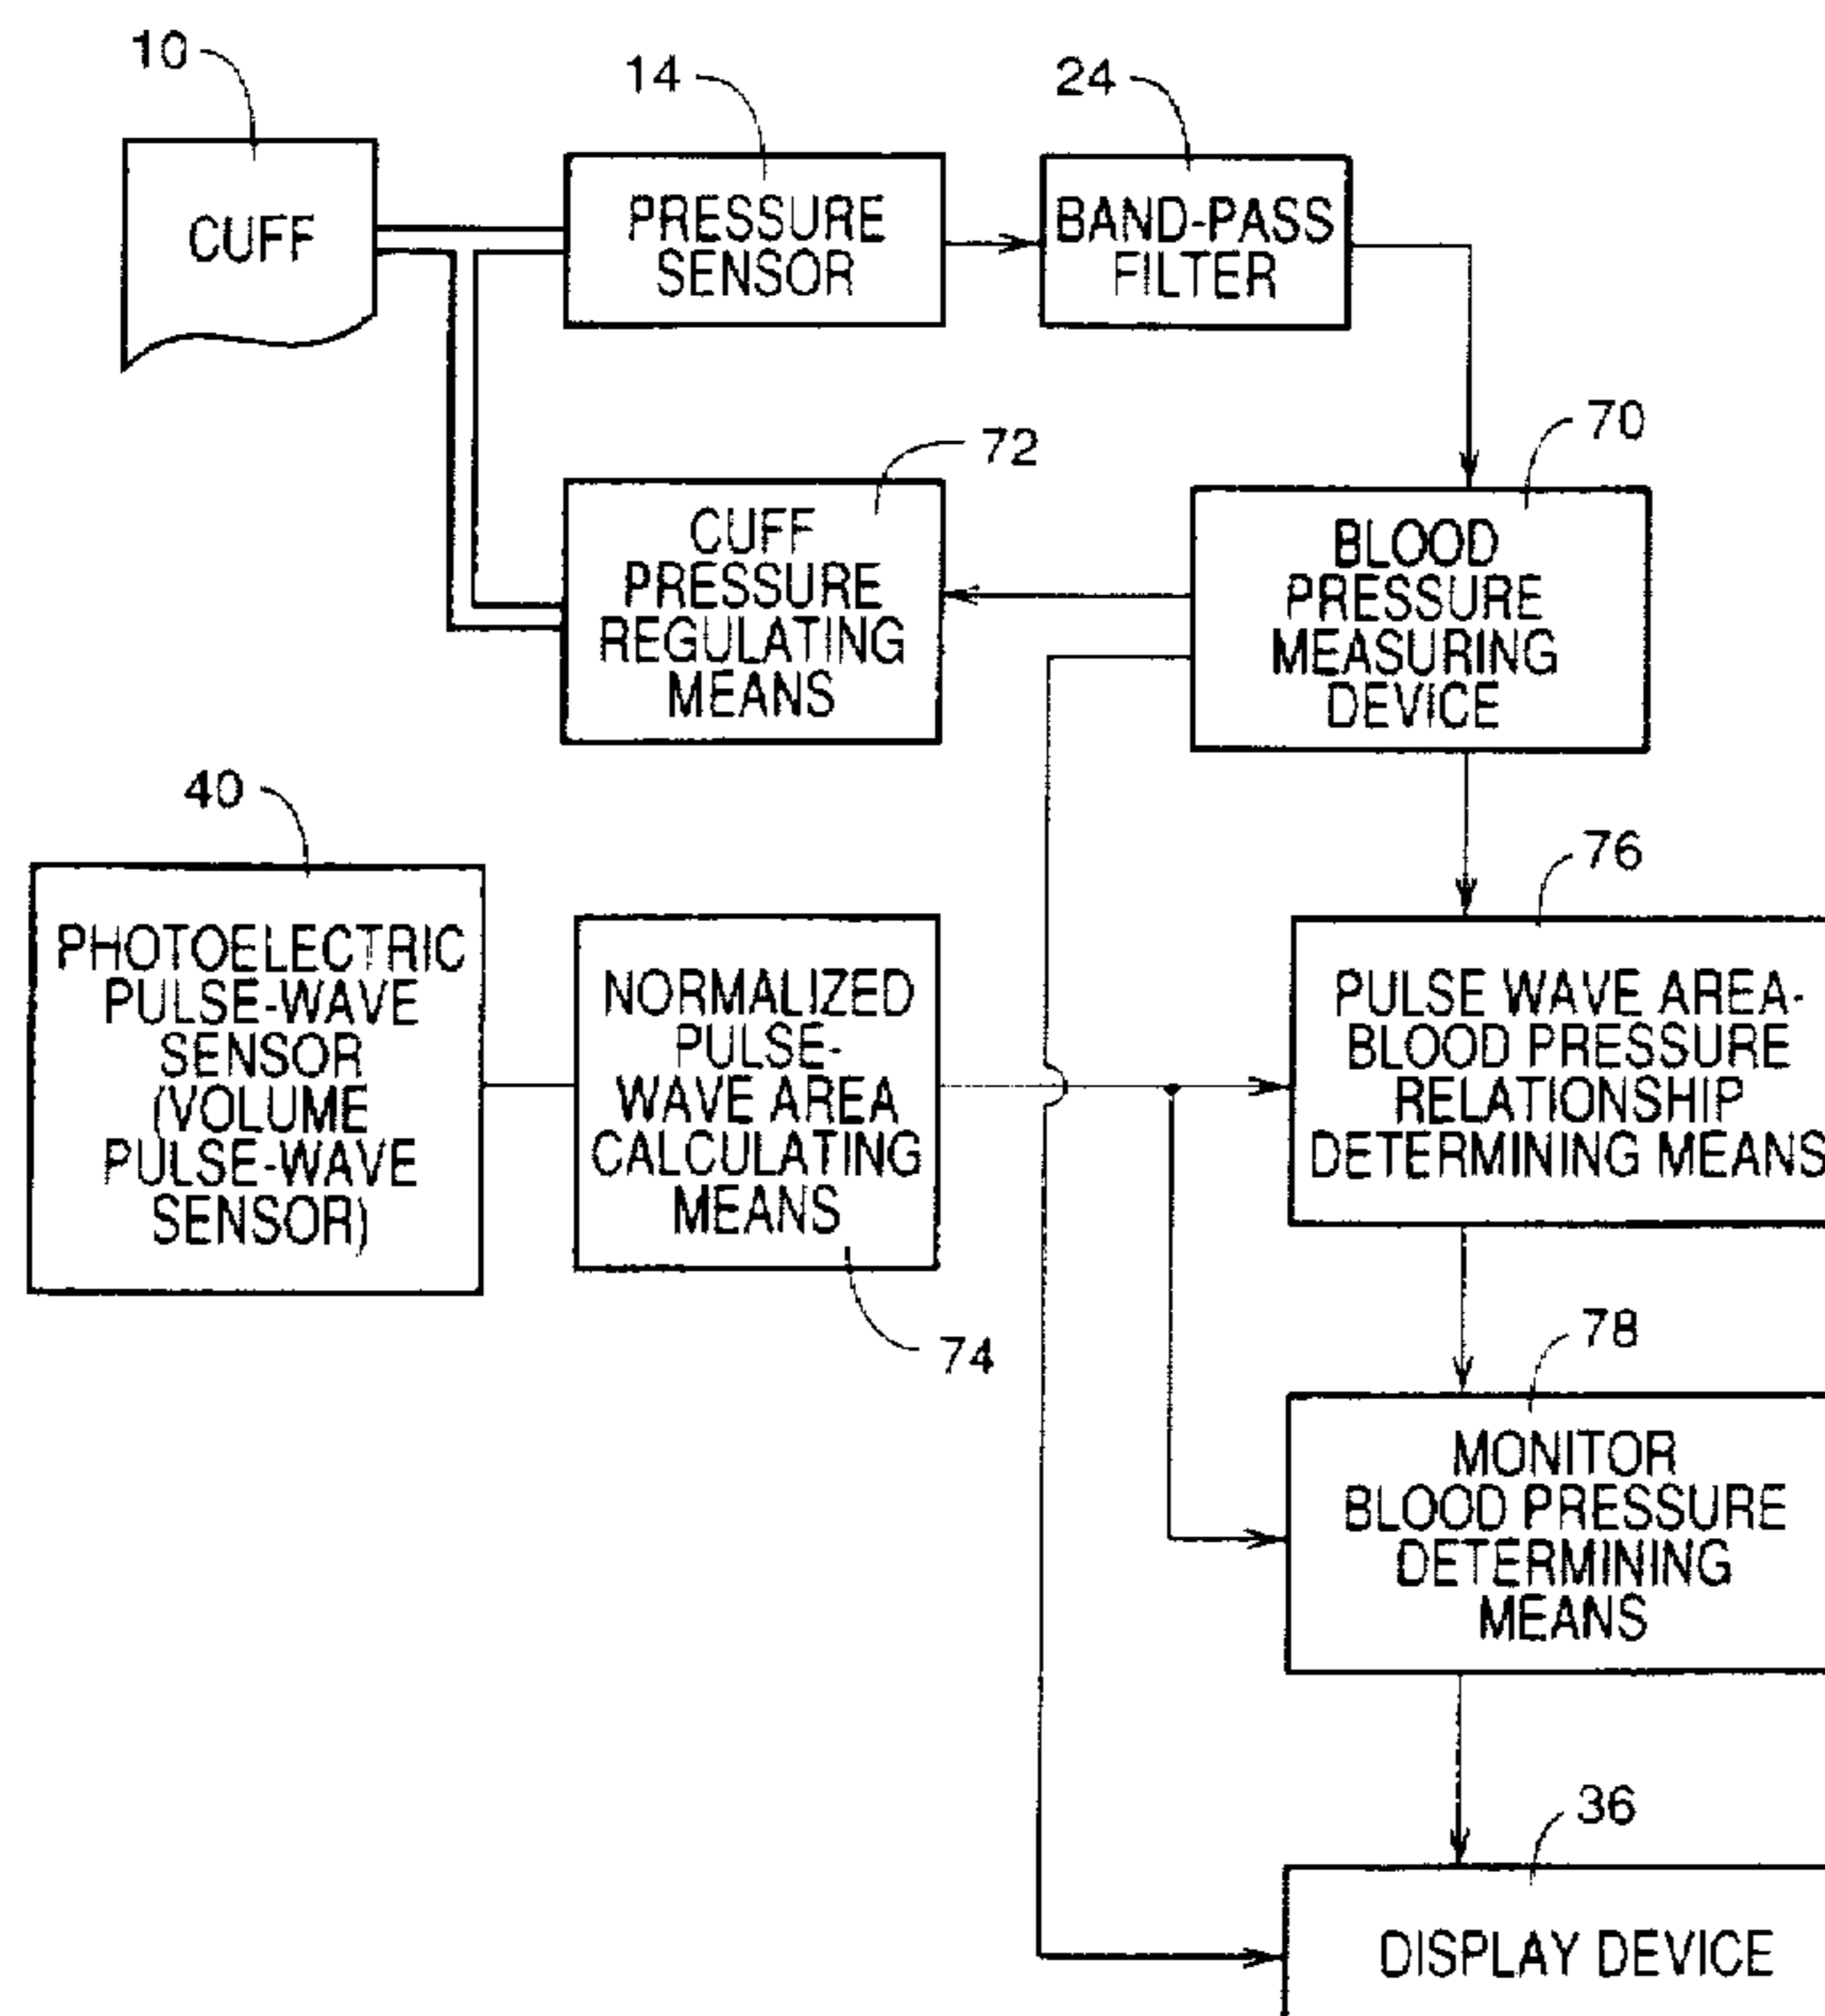 10
14
24
CUFF
PRESSURE
SENSOR
BAND-PASS
FILTER
72
70
CUFF
PRESSURE
REGULATING
MEANS
BLOOD
PRESSURE
MEASURING
DEVICE
40
76
PHOTOELECTRIC
PULSE-WAVE
SENSOR
(VOLUME
PULSE-WAVE
SENSOR)
NORMALIZED
PULSE-
WAVE AREA
CALCULATING
MEANS
PULSE WAVE AREA-
BLOOD PRESSURE
RELATIONSHIP
DETERMINING MEANS
74
78
MONITOR
BLOOD PRESSURE
DETERMINING
MEANS
36
DISPLAY DEVICE